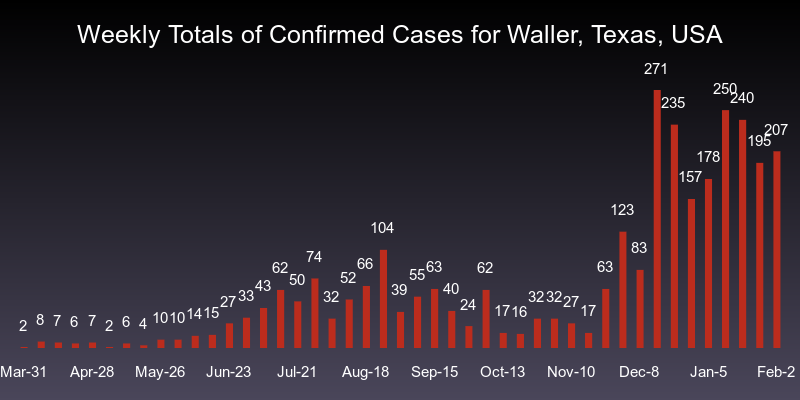 Weekly Totals of Confirmed Cases for Waller, Texas, USA
2 8 7 6 7 2 6 4 10 10 14 15 27 33 43 62 50 74 32 52 66 104 39 55 63 40 24 62 17 16 32 32 27 17 63 123 83 271 235 157 178 250 240 195 207
Mar-31 Apr-28 May-26 Jun-23 Jul-21 Aug-18 Sep-15 Oct-13 Nov-10 Dec-8 Jan-5 Feb-2